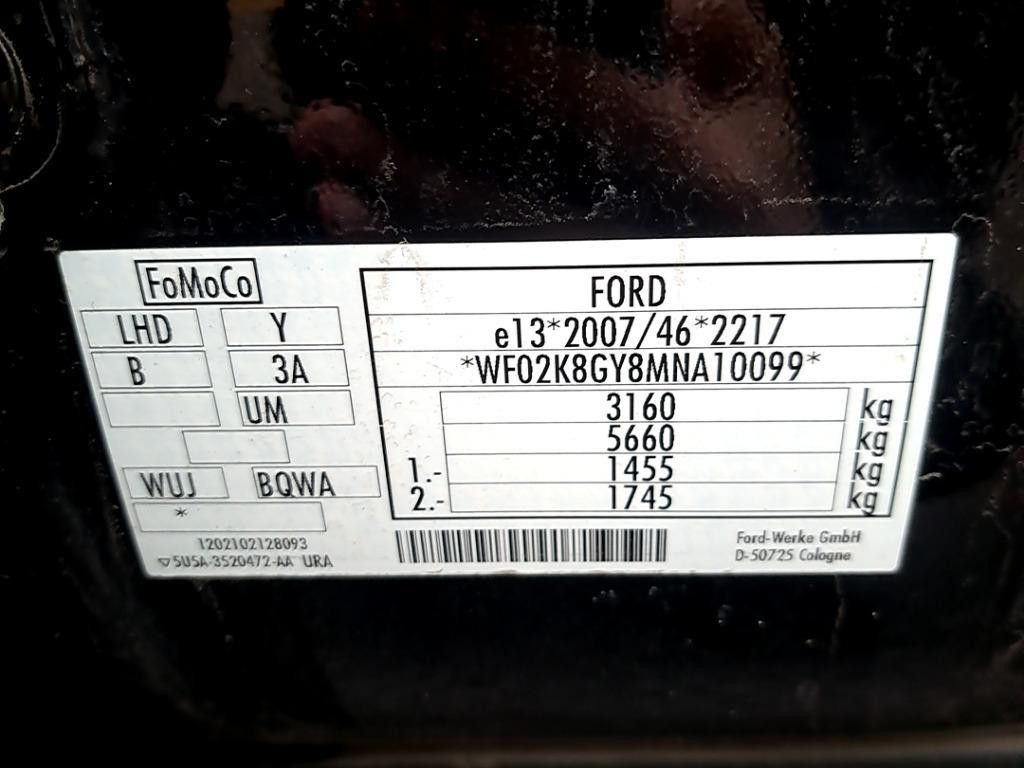 FoMoCo
LHD Y
B 3A
UM
WUJ BQWA
*
1202102128093
▽5U5A-3520472-AA URA
FORD
e13*2007/46*2217
*WF02K8GY8MNA10099*
3160 kg
5660 kg
1.- 1455 kg
2.- 1745 kg
Ford-Werke GmbH
D-50725 Cologne